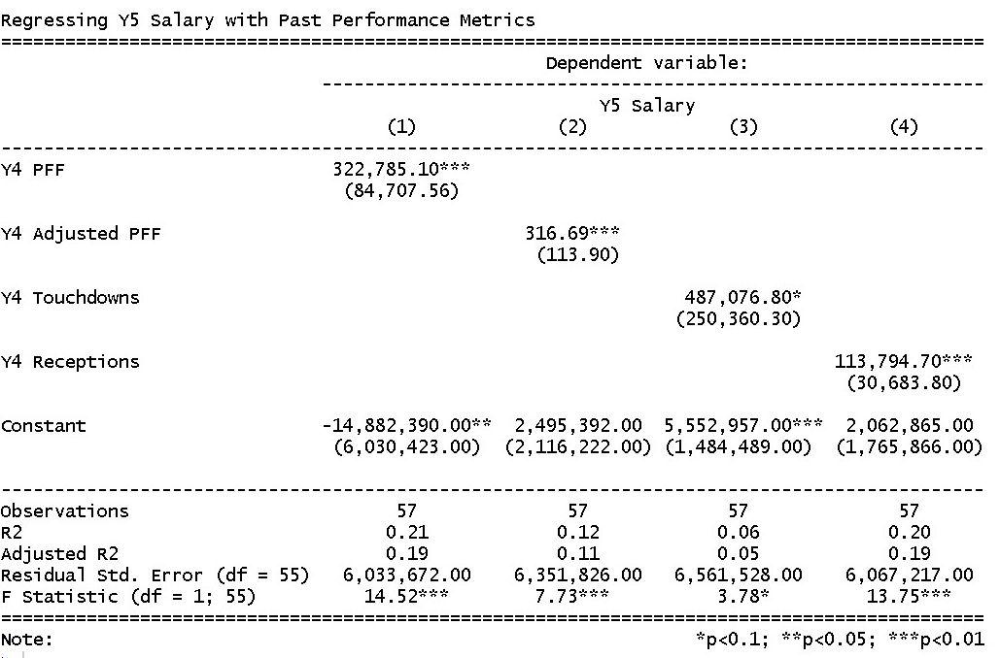 Regressing Y5 Salary with Past Performance Metrics
=============================================================================================
Dependent variable:
--------------------------------------------------------------
Y5 Salary
(1) (2) (3) (4)
---------------------------------------------------------------------------------------------
Y4 PFF 322,785.10***
(84,707.56)
Y4 Adjusted PFF 316.69***
(113.90)
Y4 Touchdowns 487,076.80*
(250,360.30)
Y4 Receptions 113,794.70***
(30,683.80)
Constant -14,882,390.00** 2,495,392.00 5,552,957.00*** 2,062,865.00
(6,030,423.00) (2,116,222.00) (1,484,489.00) (1,765,866.00)
---------------------------------------------------------------------------------------------
Observations 57 57 57 57
R2 0.21 0.12 0.06 0.20
Adjusted R2 0.19 0.11 0.05 0.19
Residual Std. Error (df = 55) 6,033,672.00 6,351,826.00 6,561,528.00 6,067,217.00
F Statistic (df = 1; 55) 14.52*** 7.73*** 3.78* 13.75***
=============================================================================================
Note: *p<0.1; **p<0.05; ***p<0.01